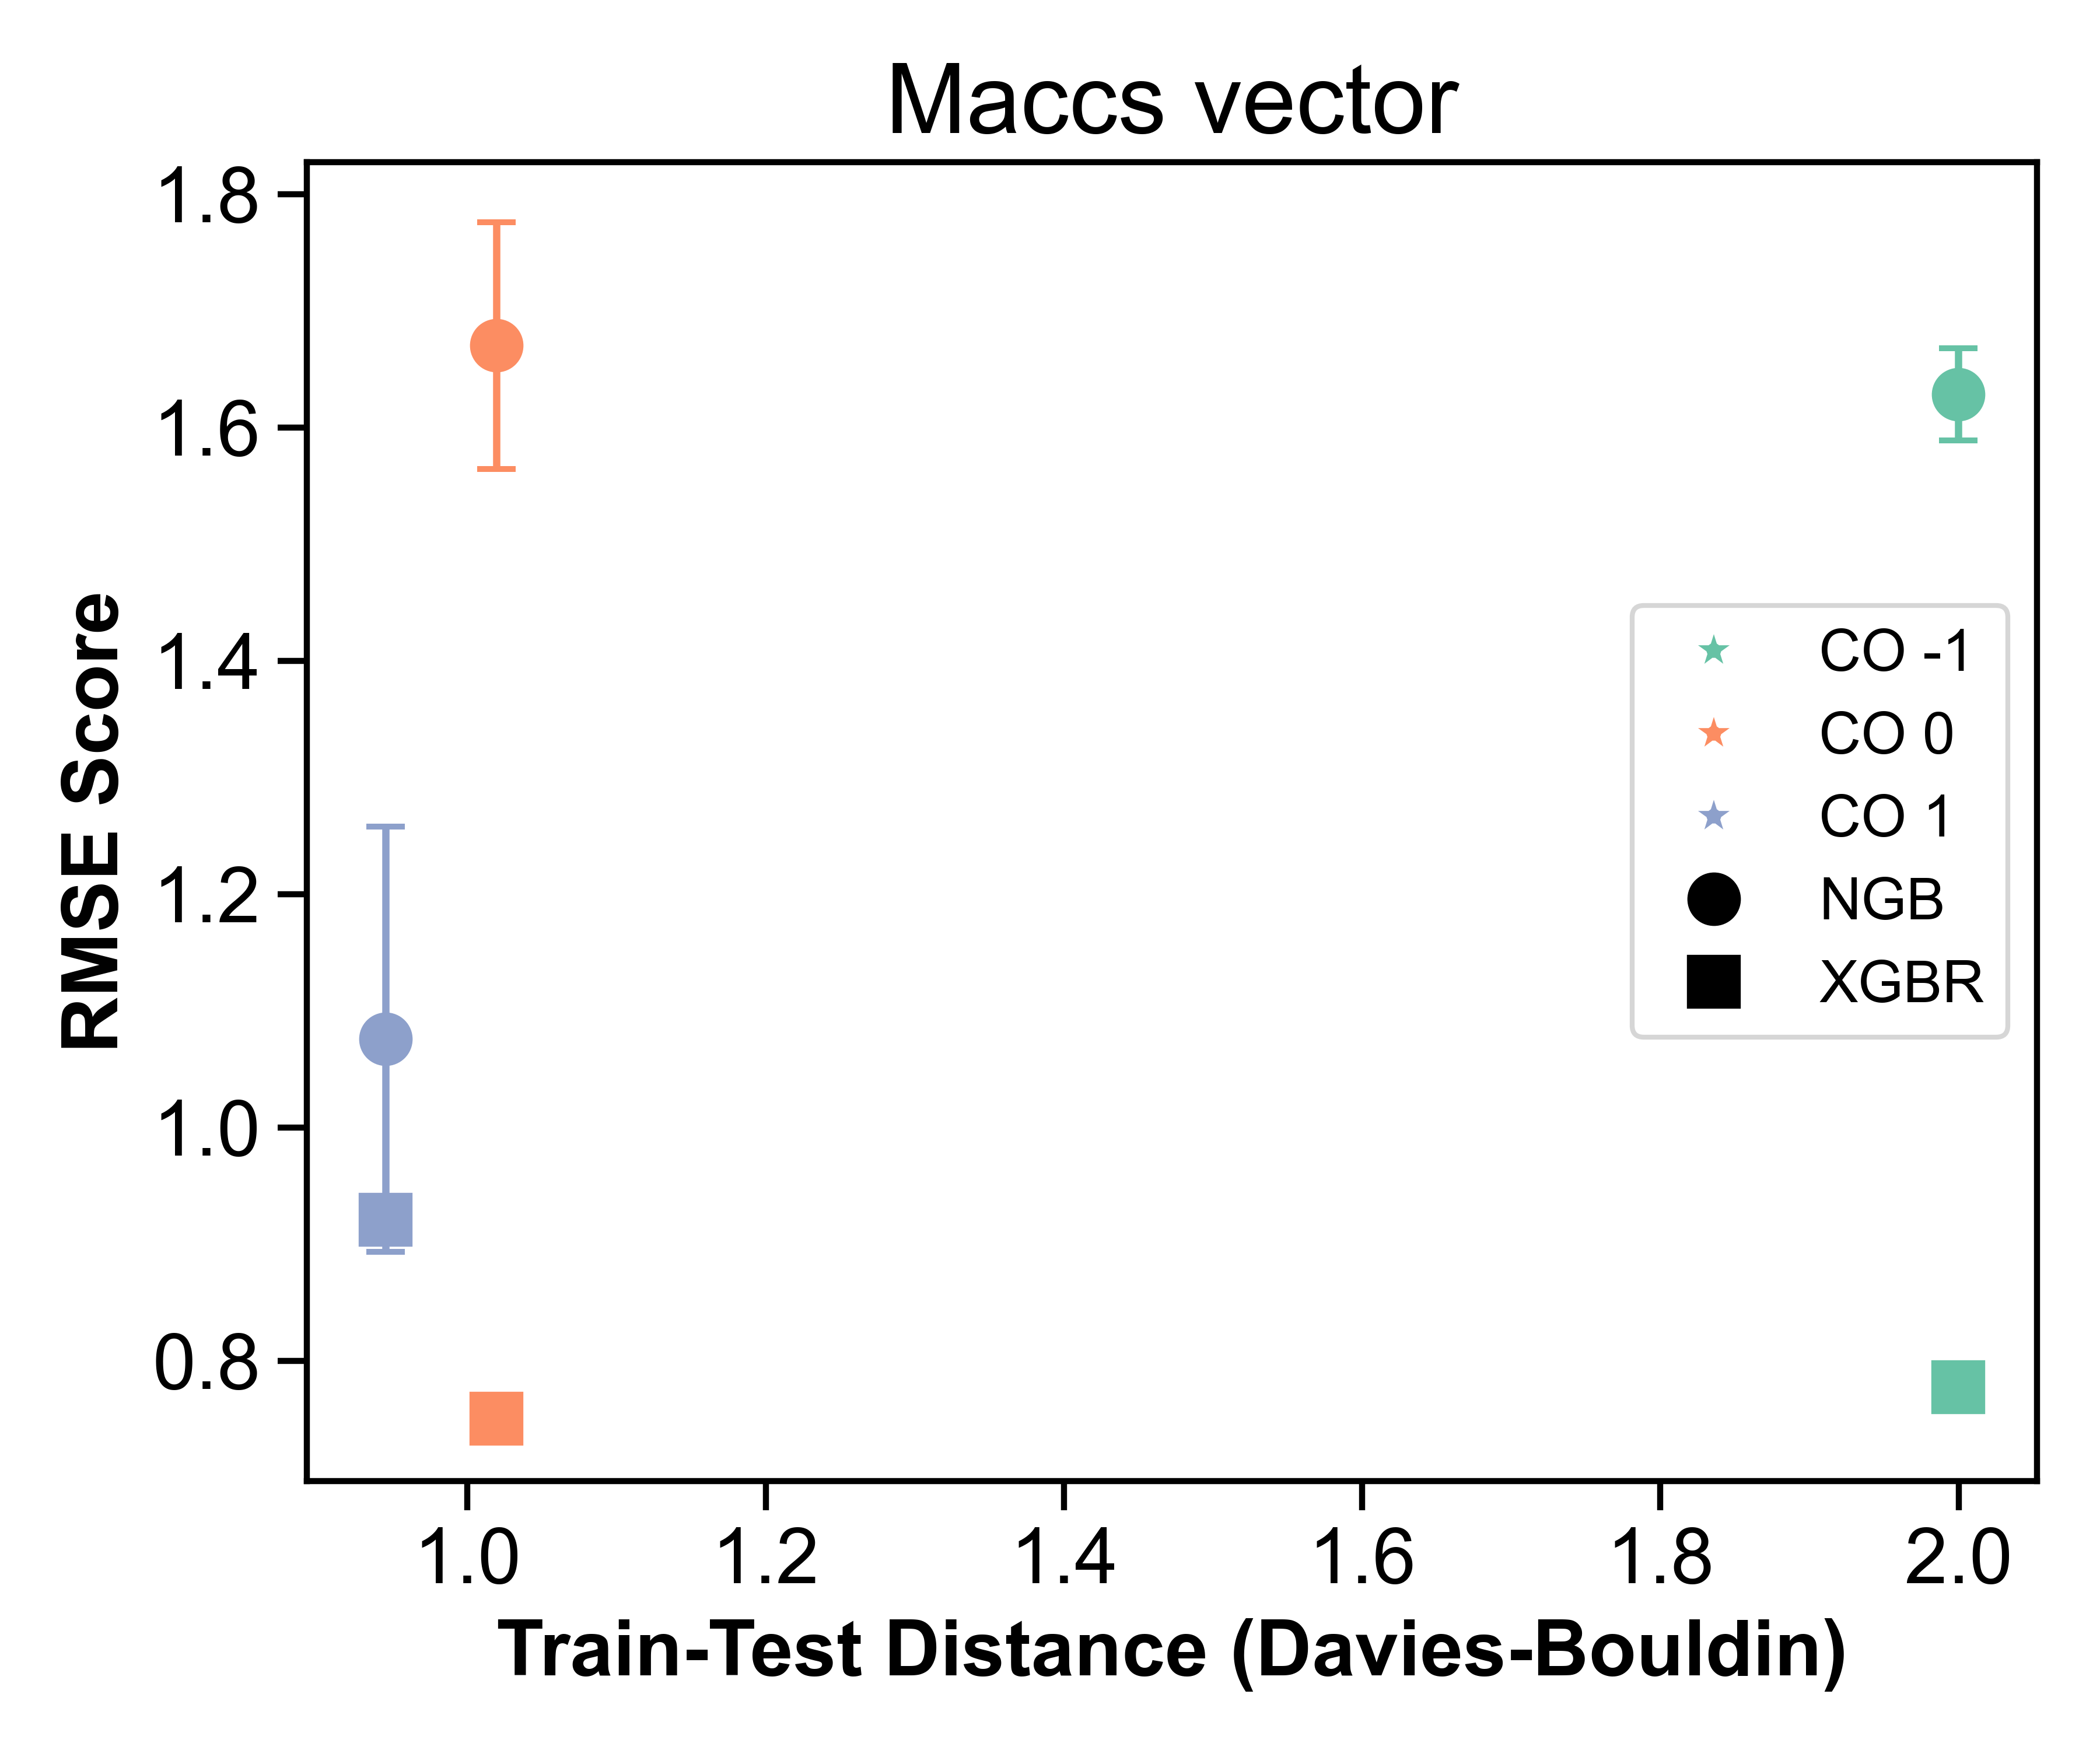 Maccs vector
1.8
1.6
1.4
1.2
1.0
0.8
RMSE Score
CO -1
CO 0
CO 1
NGB
XGBR
1.0 1.2 1.4 1.6 1.8 2.0
Train-Test Distance (Davies-Bouldin)